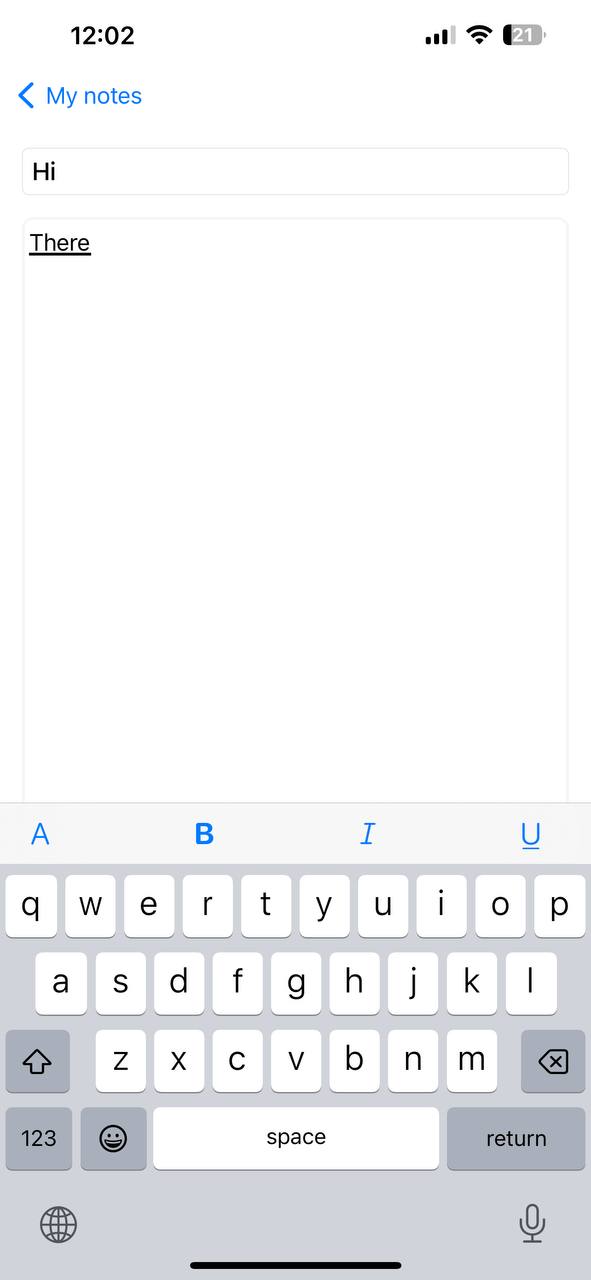 12:02
21
My notes
Hi
There
A B I U
q w e r t y u i o p
a s d f g h j k l
z x c v b n m
123 space return